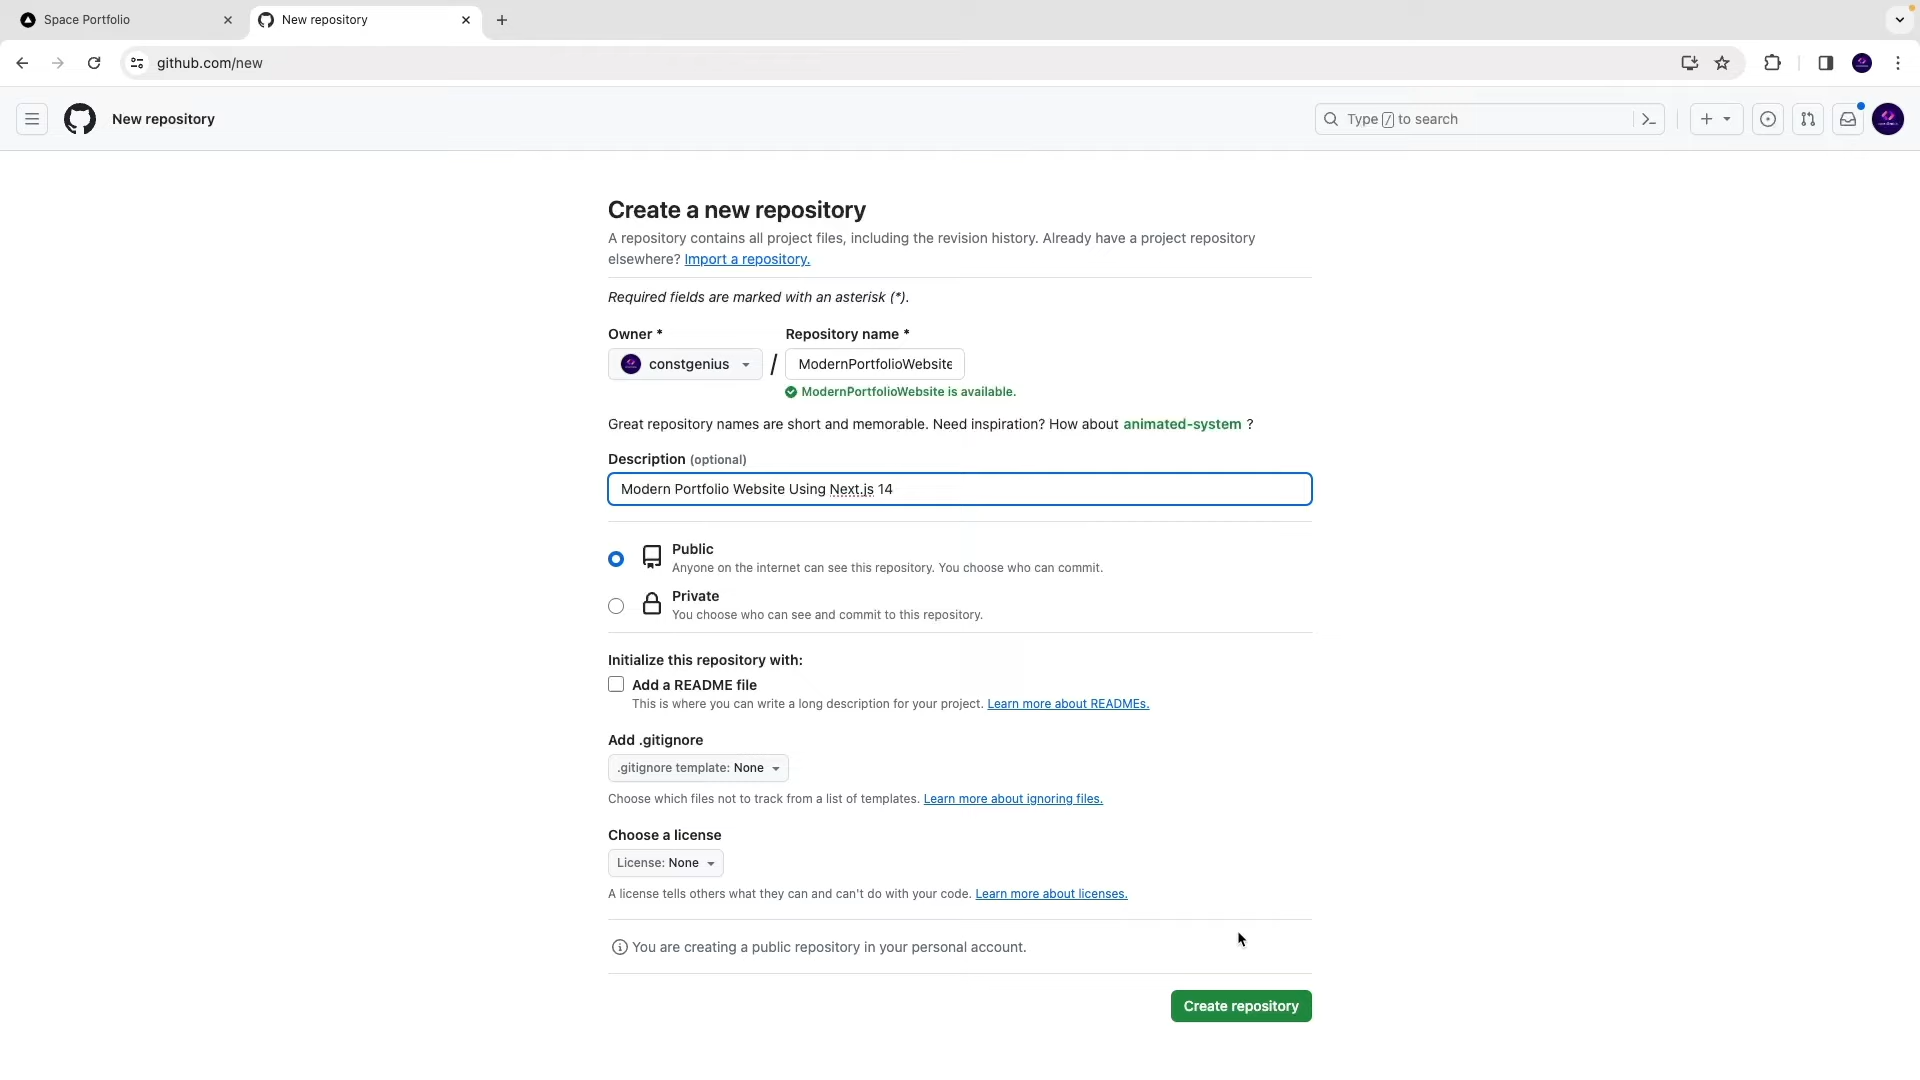 Space Portfolio
New repository
github.com/new
New repository
Type / to search
Create a new repository
A repository contains all project files, including the revision history. Already have a project repository
elsewhere? Import a repository.
Required fields are marked with an asterisk (*).
Owner *
Repository name *
constgenius
/
ModernPortfolioWebsite
ModernPortfolioWebsite is available.
Great repository names are short and memorable. Need inspiration? How about animated-system ?
Description (optional)
Modern Portfolio Website Using Next.js 14
Public
Anyone on the internet can see this repository. You choose who can commit.
Private
You choose who can see and commit to this repository.
Initialize this repository with:
Add a README file
This is where you can write a long description for your project. Learn more about READMEs.
Add .gitignore
.gitignore template: None
Choose which files not to track from a list of templates. Learn more about ignoring files.
Choose a license
License: None
A license tells others what they can and can't do with your code. Learn more about licenses.
You are creating a public repository in your personal account.
Create repository